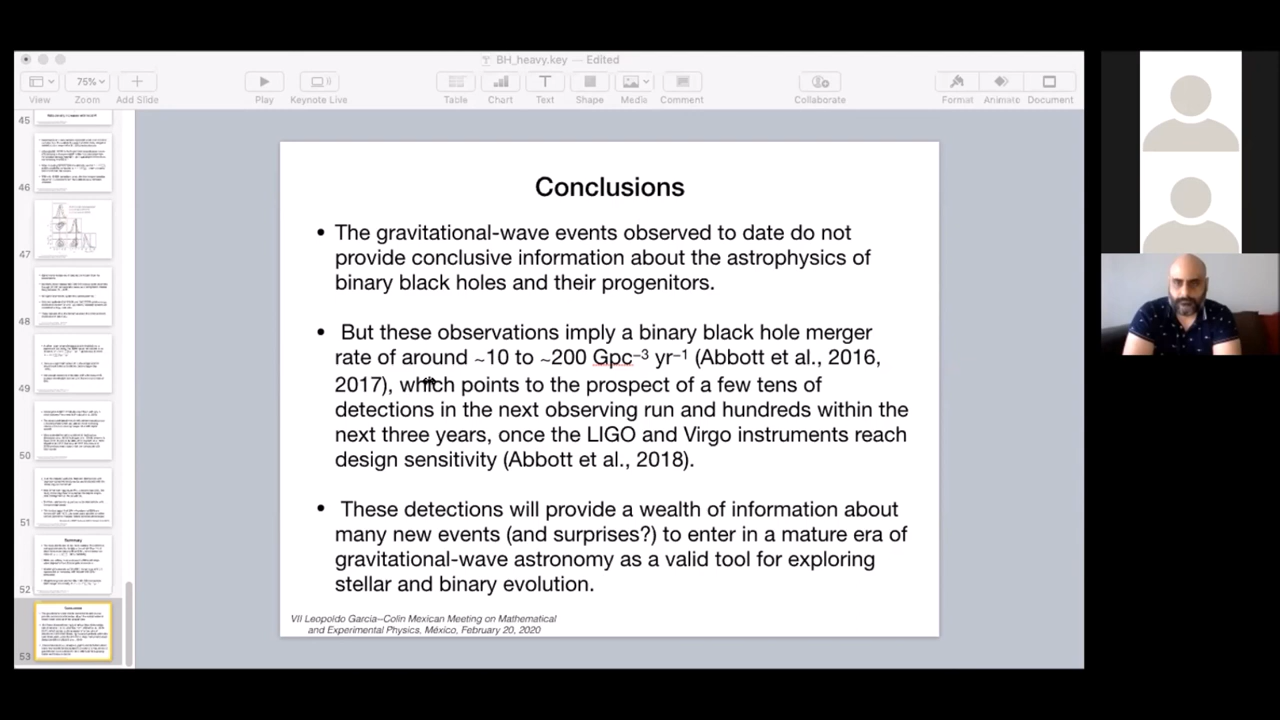 BH_heavy.key — Edited
75%
View
Zoom
Add Slide
Play
Keynote Live
Table
Chart
Text
Shape
Media
Comment
Collaborate
Format
Animate
Document
45
46
47
48
49
50
51
Summary
52
53
Conclusions
• The gravitational-wave events observed to date do not
provide conclusive information about the astrophysics of
binary black holes and their progenitors.
• But these observations imply a binary black hole merger
rate of around ~10 to ~200 Gpc−3 yr−1 (Abbott et al., 2016,
2017), which points to the prospect of a few tens of
detections in the next observing run and hundreds within the
next three years, once the LIGO and Virgo instruments reach
design sensitivity (Abbott et al., 2018).
• These detections will provide a wealth of information about
many new events (and surprises?) to enter in a mature era of
gravitational-wave astronomy as a valid tool for exploring
stellar and binary evolution.
VII Leopoldo García–Colín Mexican Meeting on Mathematical
and Experimental Physics, México, February 20, 2020